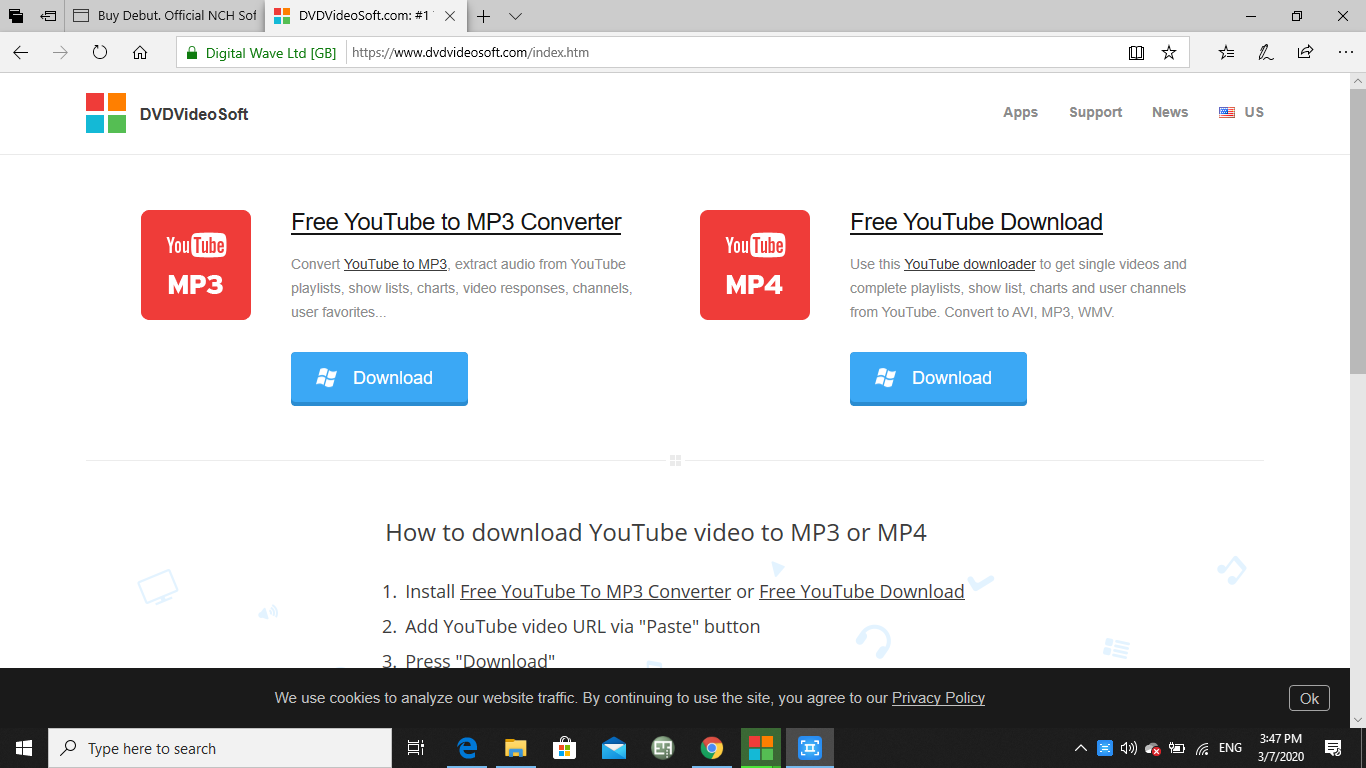 Buy Debut. Official NCH Sof
DVDVideoSoft.com: #1
Digital Wave Ltd [GB]
https://www.dvdvideosoft.com/index.htm
DVDVideoSoft
Apps
Support
News
US
YouTube
MP3
Free YouTube to MP3 Converter
Convert YouTube to MP3, extract audio from YouTube
playlists, show lists, charts, video responses, channels,
user favorites...
Download
YouTube
MP4
Free YouTube Download
Use this YouTube downloader to get single videos and
complete playlists, show list, charts and user channels
from YouTube. Convert to AVI, MP3, WMV.
Download
How to download YouTube video to MP3 or MP4
1. Install Free YouTube To MP3 Converter or Free YouTube Download
2. Add YouTube video URL via "Paste" button
3. Press "Download"
We use cookies to analyze our website traffic. By continuing to use the site, you agree to our Privacy Policy
Ok
Type here to search
ENG
3:47 PM
3/7/2020